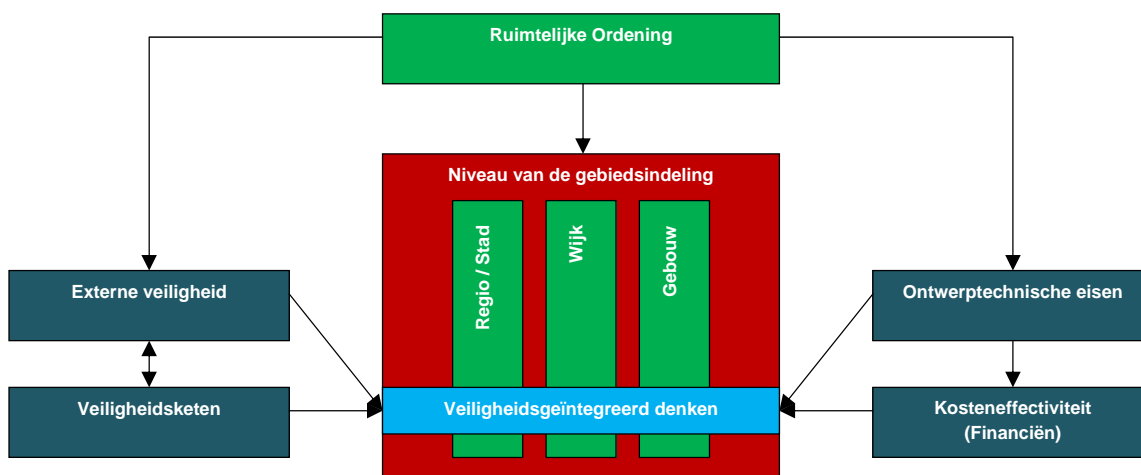 Ruimtelijke Ordening
Niveau van de gebiedsindeling
Regio / Stad
Wijk
Gebouw
Externe veiligheid
Ontwerptechnische eisen
Veiligheidsketen
Veiligheidsgeïntegreerd denken
Kosteneffectiviteit
(Financiën)